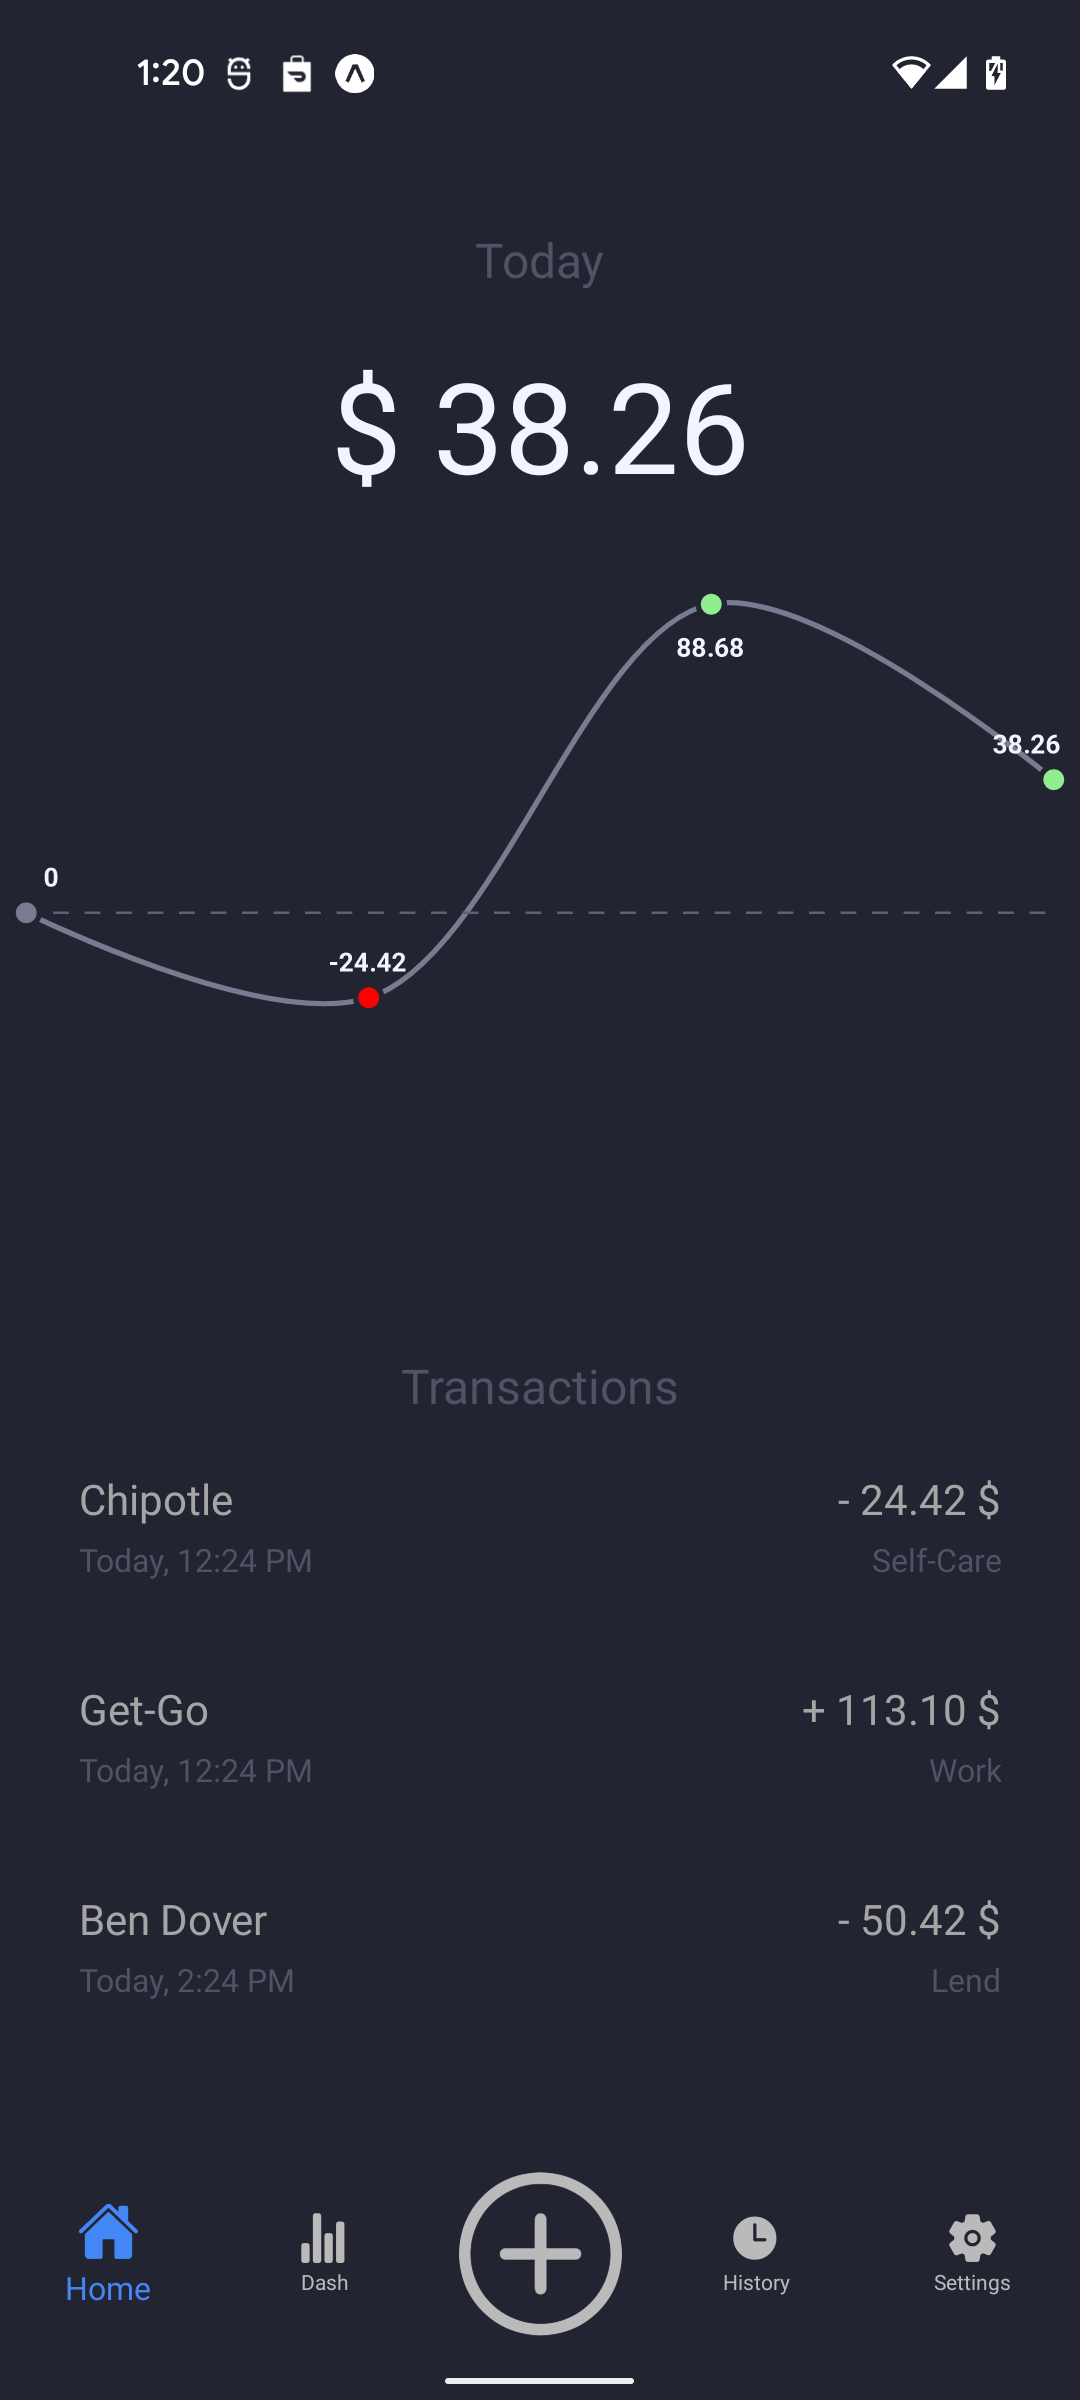 1:20
Today
$ 38.26
88.68
38.26
0
-24.42
Transactions
Chipotle - 24.42 $
Today, 12:24 PM Self-Care
Get-Go + 113.10 $
Today, 12:24 PM Work
Ben Dover - 50.42 $
Today, 2:24 PM Lend
Home Dash History Settings